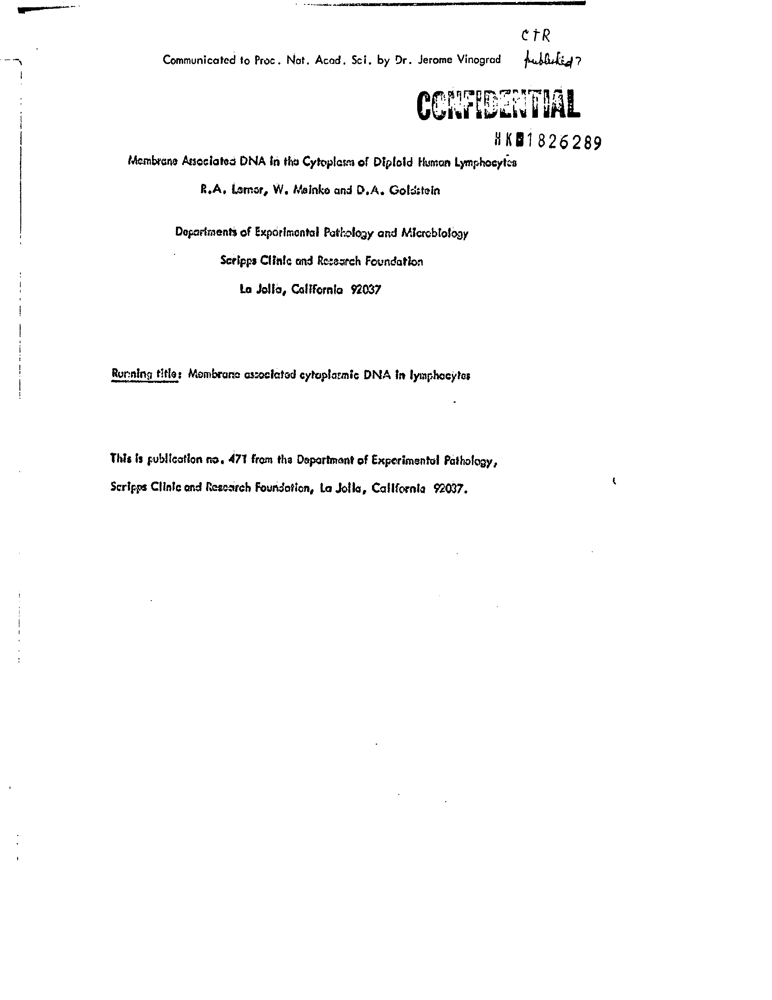 CTR
Communicated to Proc. Nat. Acad. Sci. by Dr. Jerome Vinograd published?
CONFIDENTIAL
HK01826289
Membrane Associated DNA in the Cytoplasm of Diploid Human Lymphocytes
R.A. Lerner, W. Meinke and D.A. Goldstein
Departments of Experimental Pathology and Microbiology
Scripps Clinic and Research Foundation
La Jolla, California 92037
Running title: Membrane associated cytoplasmic DNA in lymphocytes
This is publication no. 471 from the Department of Experimental Pathology,
Scripps Clinic and Research Foundation, La Jolla, California 92037.